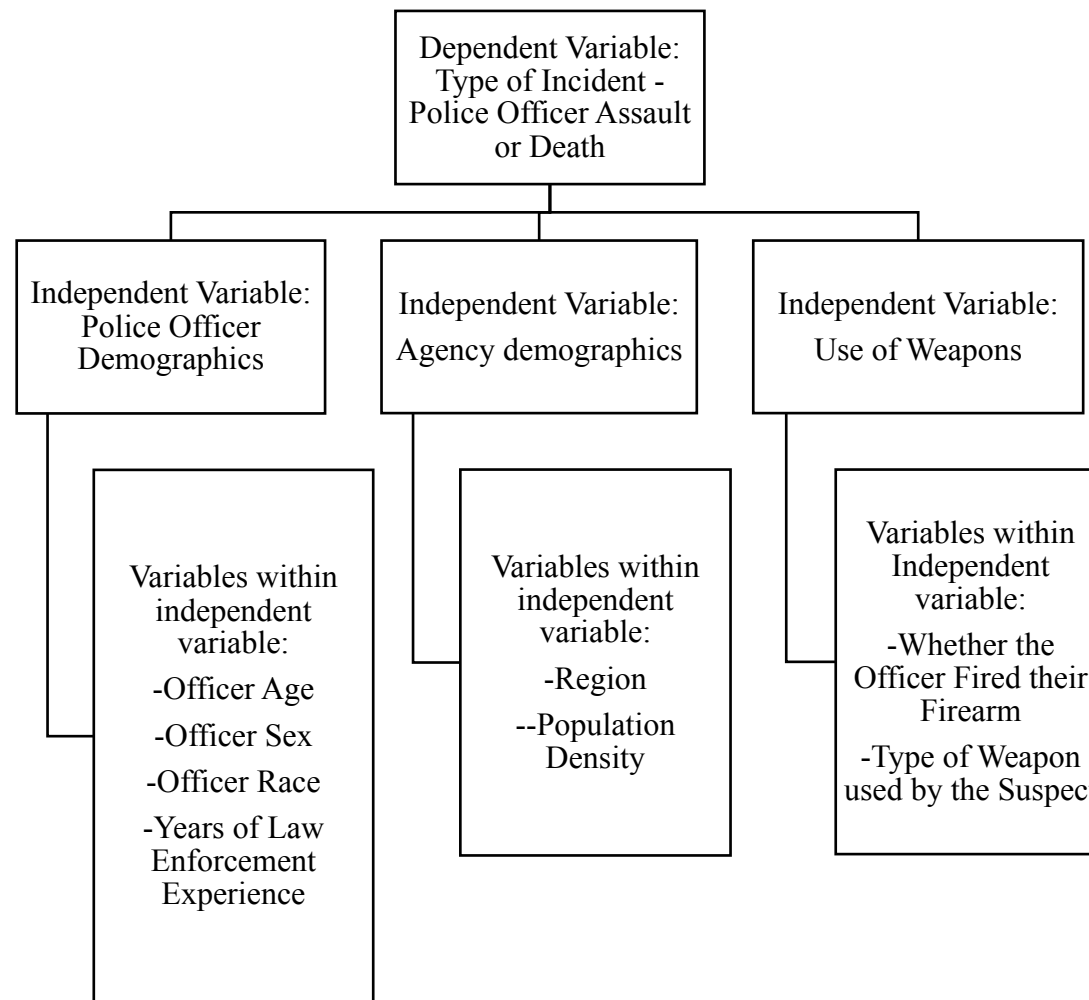 Dependent Variable:
Type of Incident -
Police Officer Assault
or Death
Independent Variable:
Police Officer
Demographics
Independent Variable:
Agency demographics
Independent Variable:
Use of Weapons
Variables within
independent
variable:
-Officer Age
-Officer Sex
-Officer Race
-Years of Law
Enforcement
Experience
Variables within
independent
variable:
-Region
--Population
Density
Variables within
Independent
variable:
-Whether the
Officer Fired their
Firearm
-Type of Weapon
used by the Suspec